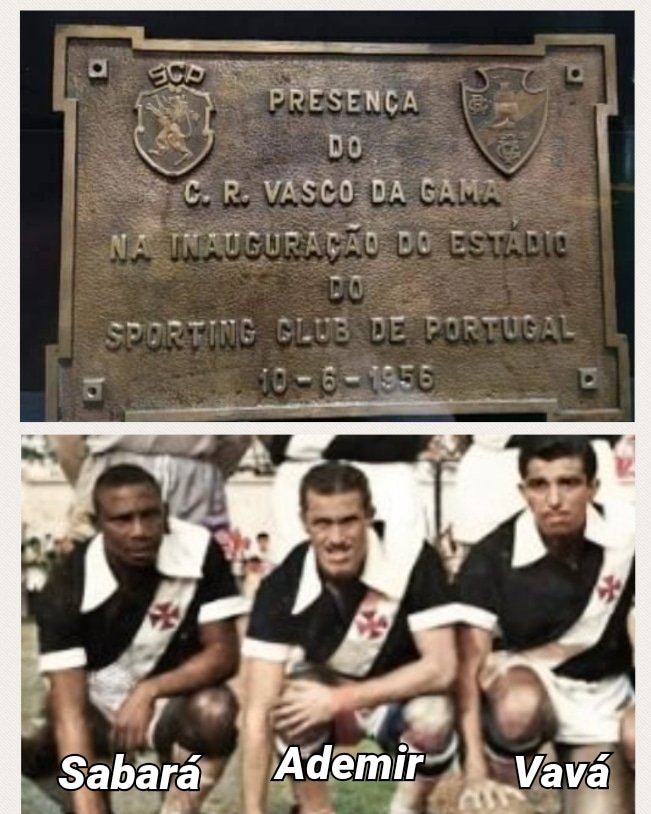 SCP
PRESENÇA
DO
C. R. VASCO DA GAMA
NA INAUGURAÇÃO DO ESTÁDIO
DO
SPORTING CLUB DE PORTUGAL
10-6-1956
Sabará Ademir Vavá